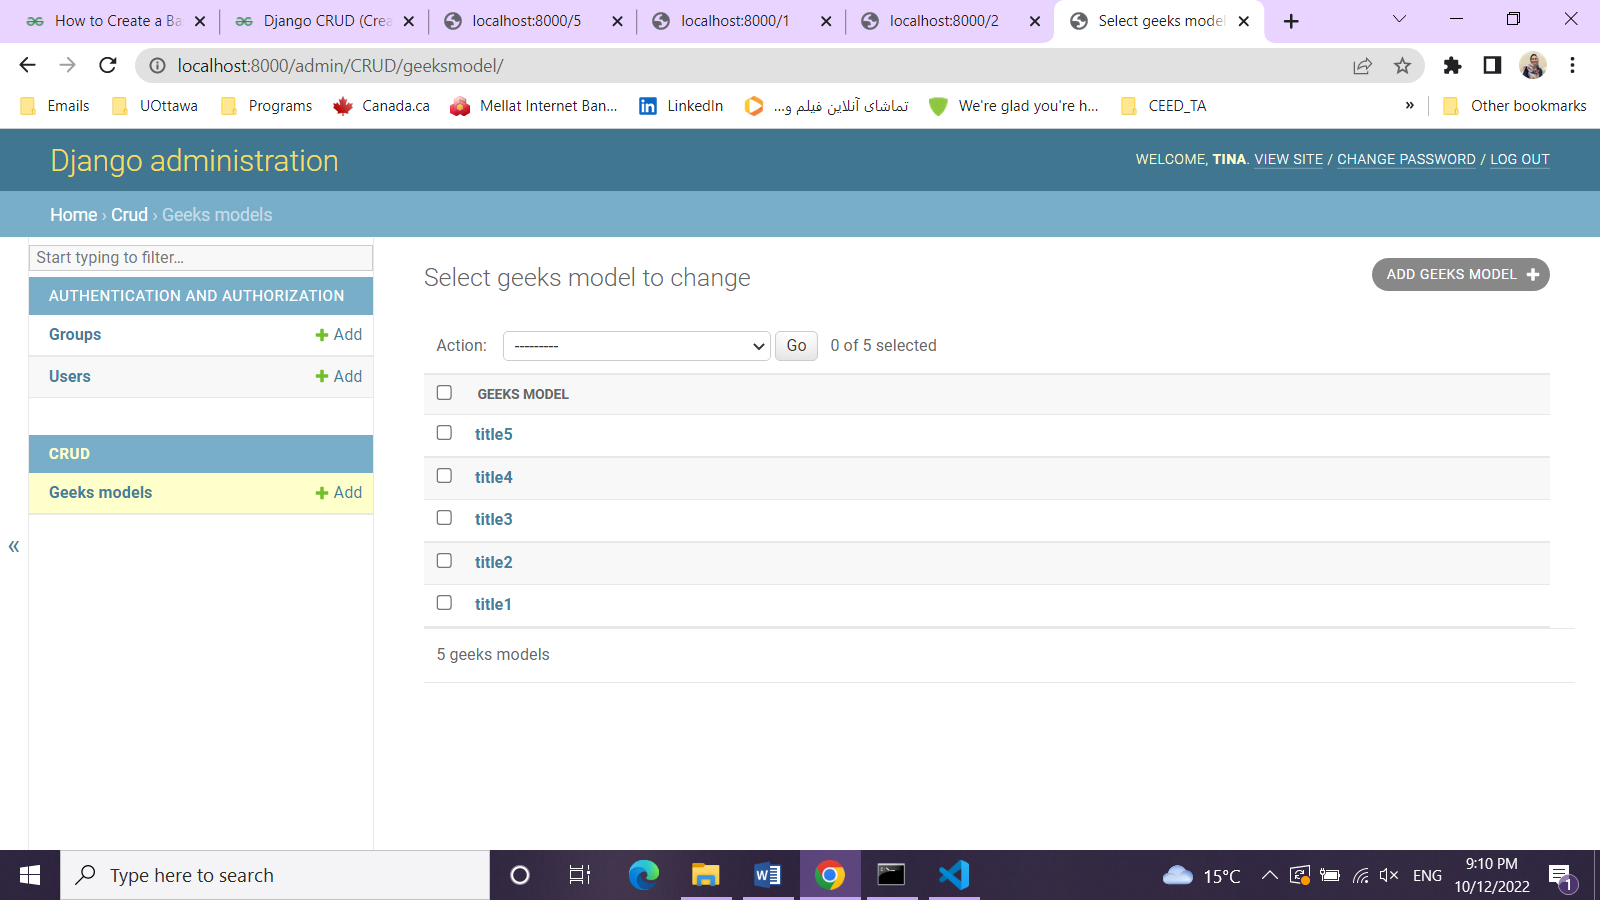 How to Create a Ba
Django CRUD (Crea
localhost:8000/5
localhost:8000/1
localhost:8000/2
Select geeks model
localhost:8000/admin/CRUD/geeksmodel/
Emails
UOttawa
Programs
Canada.ca
Mellat Internet Ban...
LinkedIn
تماشای آنلاین فیلم و...
We're glad you're h...
CEED_TA
»
Other bookmarks
Django administration
WELCOME, TINA. VIEW SITE / CHANGE PASSWORD / LOG OUT
Home › Crud › Geeks models
Start typing to filter...
AUTHENTICATION AND AUTHORIZATION
Groups
Add
Users
Add
CRUD
Geeks models
Add
«
Select geeks model to change
ADD GEEKS MODEL
Action:
---------
Go
0 of 5 selected
GEEKS MODEL
title5
title4
title3
title2
title1
5 geeks models
Type here to search
15°C
ENG
9:10 PM
10/12/2022
1